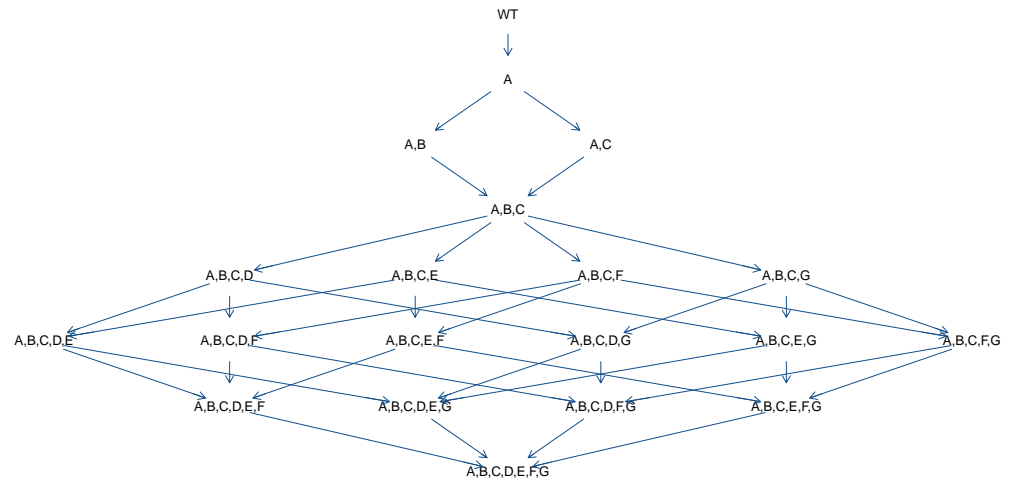 WT
A
A,B
A,C
A,B,C
A,B,C,D
A,B,C,E
A,B,C,F
A,B,C,G
A,B,C,D,E
A,B,C,D,F
A,B,C,E,F
A,B,C,D,G
A,B,C,E,G
A,B,C,F,G
A,B,C,D,E,F
A,B,C,D,E,G
A,B,C,D,F,G
A,B,C,E,F,G
A,B,C,D,E,F,G